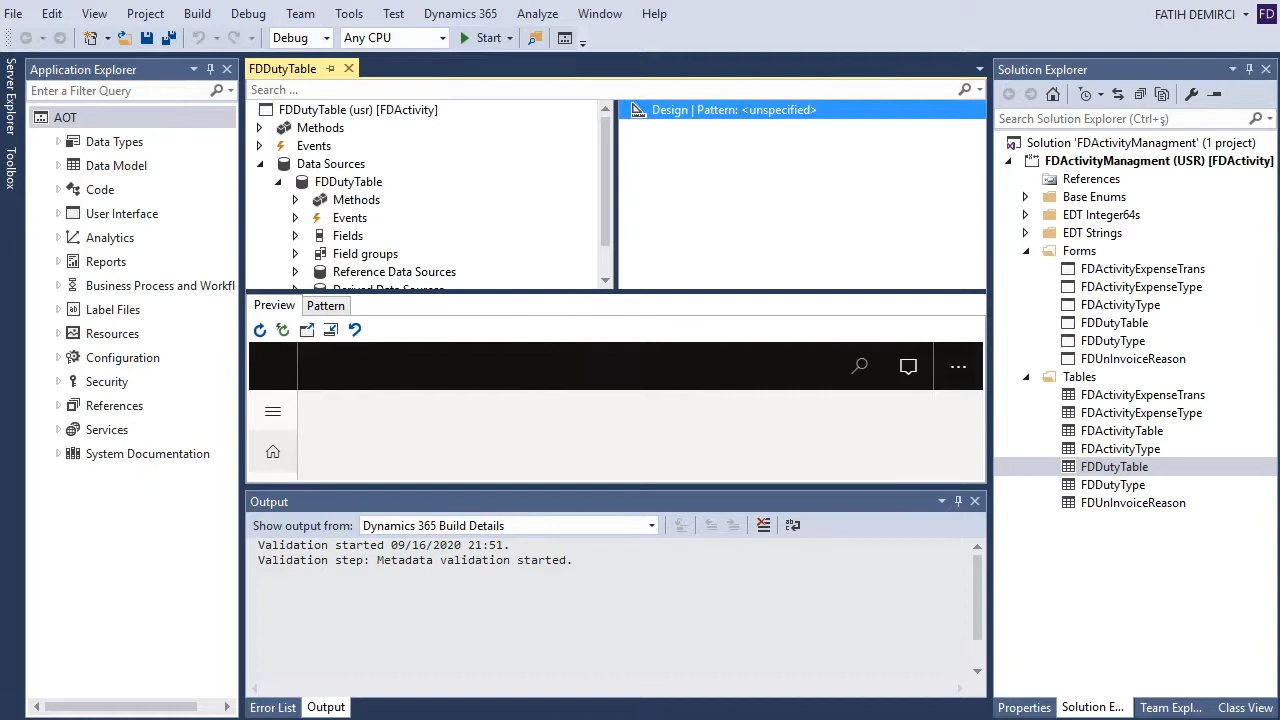 File Edit View Project Build Debug Team Tools Test Dynamics 365 Analyze Window Help FATIH DEMIRCI FD
Debug Any CPU Start
Server Explorer
Toolbox
Application Explorer
Enter a Filter Query
AOT
Data Types
Data Model
Code
User Interface
Analytics
Reports
Business Process and Workfl
Label Files
Resources
Configuration
Security
References
Services
System Documentation
FDDutyTable
Search ...
FDDutyTable (usr) [FDActivity]
Methods
Events
Data Sources
FDDutyTable
Methods
Events
Fields
Field groups
Reference Data Sources
Derived Data Sources
Design | Pattern: <unspecified>
Preview Pattern
Output
Show output from: Dynamics 365 Build Details
Validation started 09/16/2020 21:51.
Validation step: Metadata validation started.
Error List Output
Solution Explorer
Search Solution Explorer (Ctrl+ş)
Solution 'FDActivityManagment' (1 project)
FDActivityManagment (USR) [FDActivity]
References
Base Enums
EDT Integer64s
EDT Strings
Forms
FDActivityExpenseTrans
FDActivityExpenseType
FDActivityType
FDDutyTable
FDDutyType
FDUnInvoiceReason
Tables
FDActivityExpenseTrans
FDActivityExpenseType
FDActivityTable
FDActivityType
FDDutyTable
FDDutyType
FDUnInvoiceReason
Properties Solution E... Team Expl... Class View